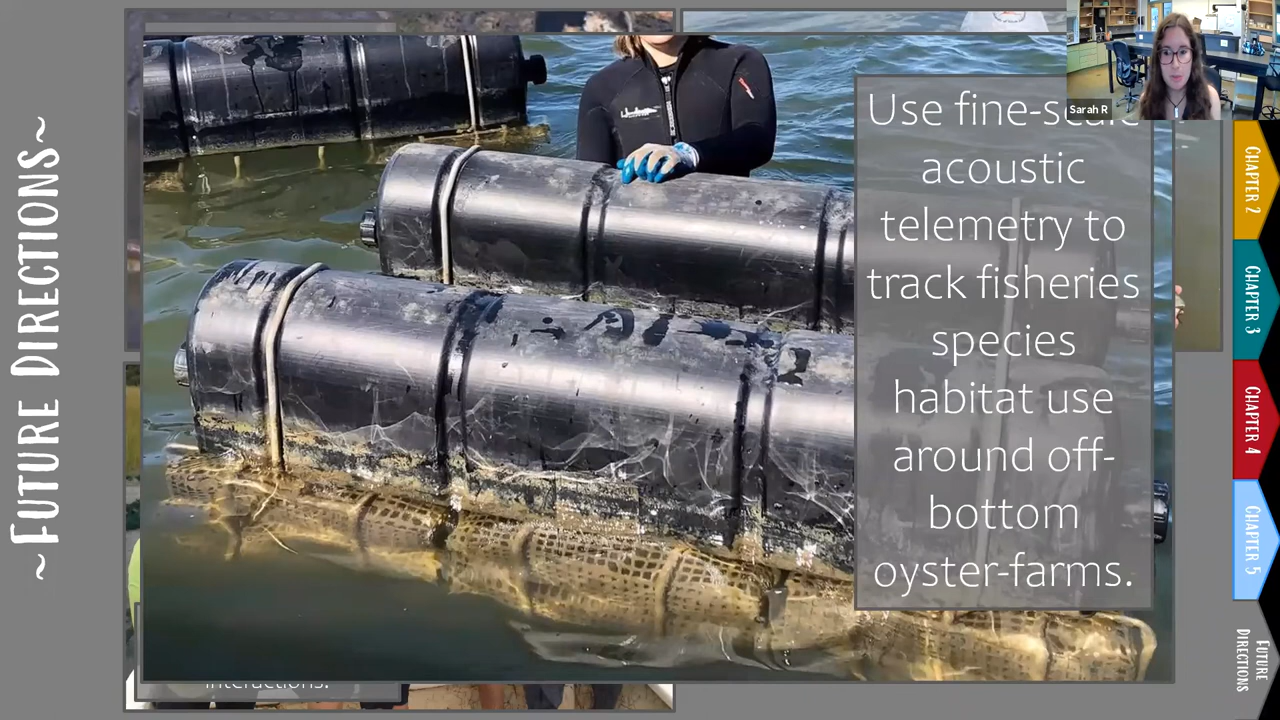 ~FUTURE DIRECTIONS~
Use fine-scale
acoustic
telemetry to
track fisheries
species
habitat use
around off-
bottom
oyster-farms.
Sarah R
CHAPTER 2
CHAPTER 3
CHAPTER 4
CHAPTER 5
FUTURE
DIRECTIONS
interactions.